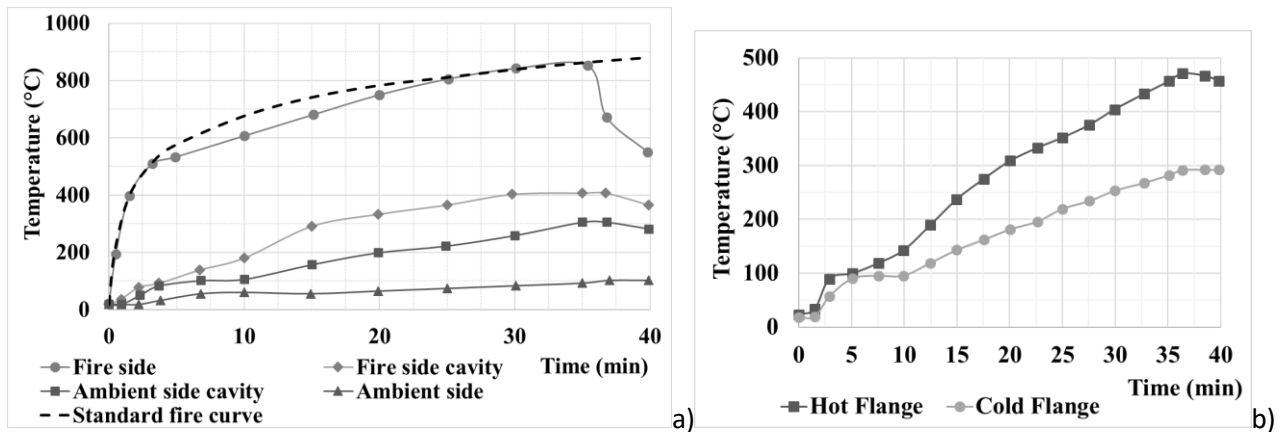 1000
800
600
400
200
0
Temperature (°C)
0 10 20 30 40
Time (min)
Fire side
Fire side cavity
Ambient side cavity
Ambient side
Standard fire curve
a)
500
400
300
200
100
0
Temperature (°C)
0 5 10 15 20 25 30 35 40
Time (min)
Hot Flange
Cold Flange
b)